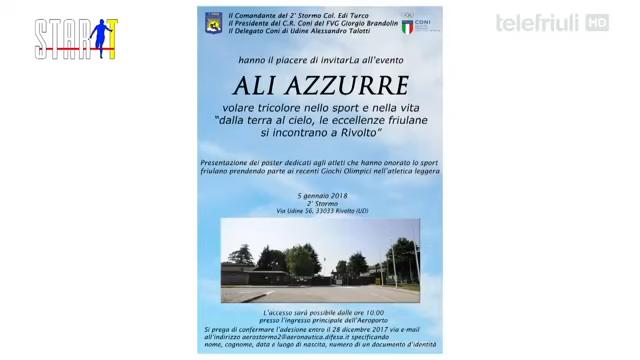 START
telefriuli HD
Il Comandante del 2° Stormo Col. Edi Turco
Il Presidente del C.R. Coni del FVG Giorgio Brandolin
Il Delegato Coni di Udine Alessandro Talotti
CONI
hanno il piacere di invitarLa all'evento
ALI AZZURRE
volare tricolore nello sport e nella vita
“dalla terra al cielo, le eccellenze friulane
si incontrano a Rivolto”
Presentazione dei poster dedicati agli atleti che hanno onorato lo sport
friulano prendendo parte ai recenti Giochi Olimpici nell'atletica leggera
5 gennaio 2018
2° Stormo
Via Udine 56, 33033 Rivolto (UD)
L'accesso sarà possibile dalle ore 10.00
presso l'ingresso principale dell'Aeroporto
Si prega di confermare l'adesione entro il 28 dicembre 2017 via e-mail
all'indirizzo aerostormo2@aeronautica.difesa.it specificando
nome, cognome, data e luogo di nascita, numero di un documento d'identità